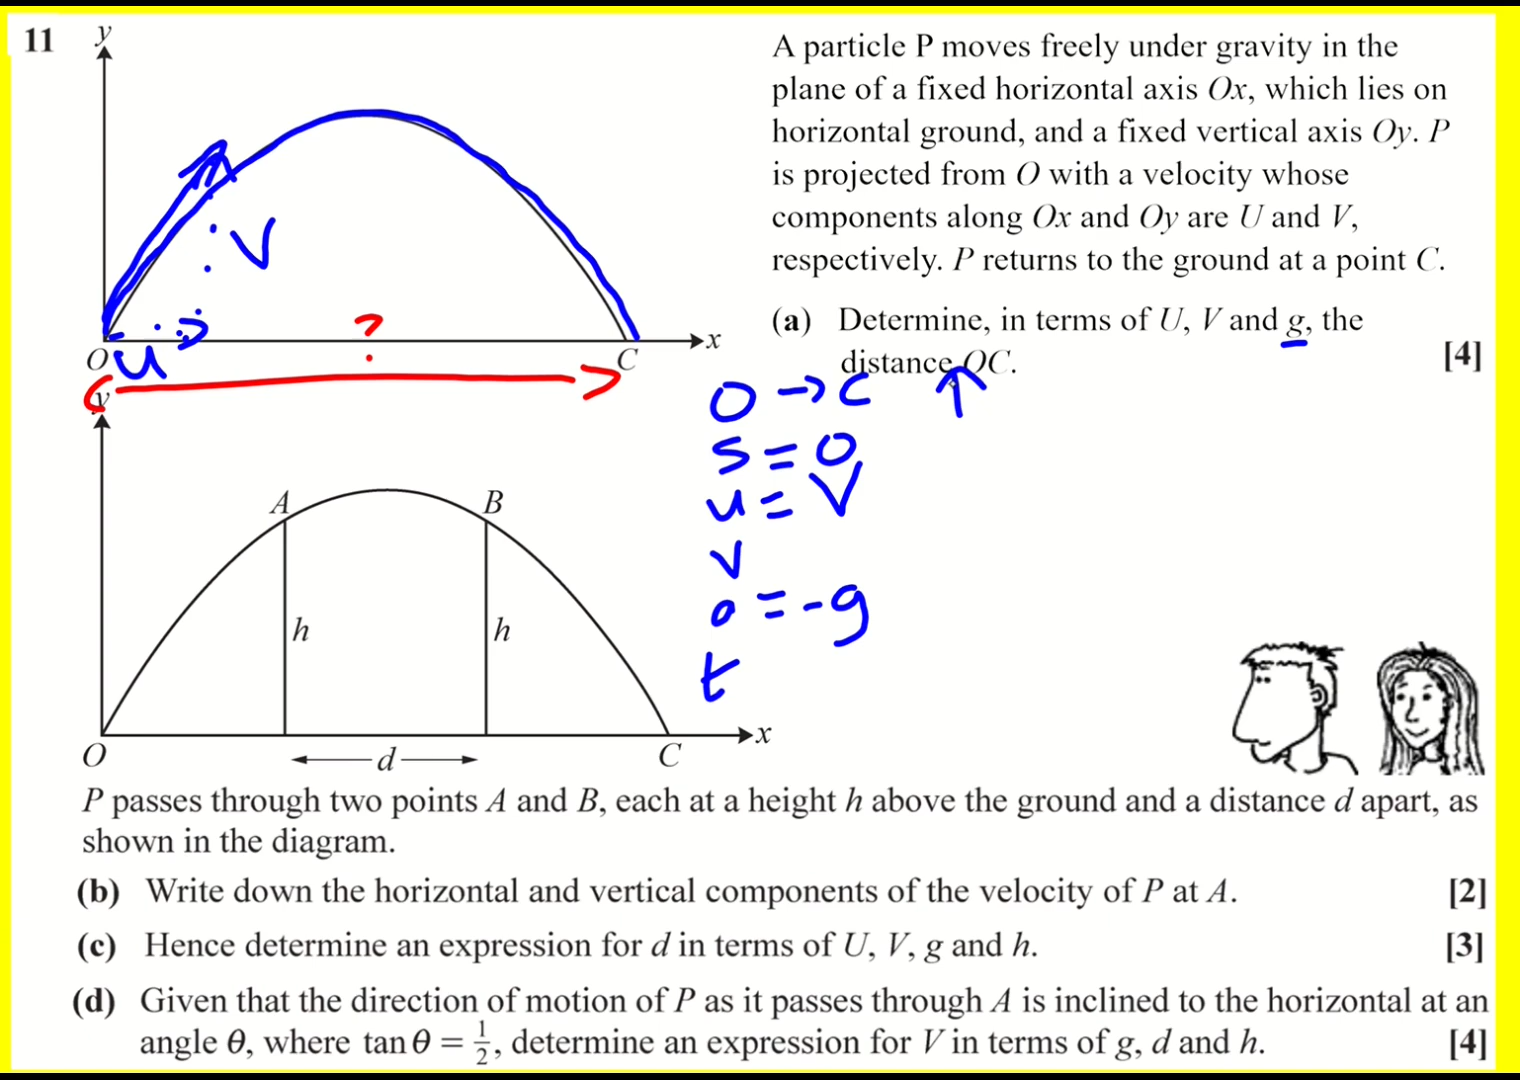 11
y
A particle P moves freely under gravity in the
plane of a fixed horizontal axis Ox, which lies on
horizontal ground, and a fixed vertical axis Oy. P
is projected from O with a velocity whose
components along Ox and Oy are U and V,
respectively. P returns to the ground at a point C.
V
?
O u C x
(a) Determine, in terms of U, V and g, the
distance OC. [4]
O → C ↑
s = 0
u = V
v
a = -g
t
y
A B
h h
O d C x
P passes through two points A and B, each at a height h above the ground and a distance d apart, as
shown in the diagram.
(b) Write down the horizontal and vertical components of the velocity of P at A. [2]
(c) Hence determine an expression for d in terms of U, V, g and h. [3]
(d) Given that the direction of motion of P as it passes through A is inclined to the horizontal at an
angle θ, where tan θ = 1/2, determine an expression for V in terms of g, d and h. [4]